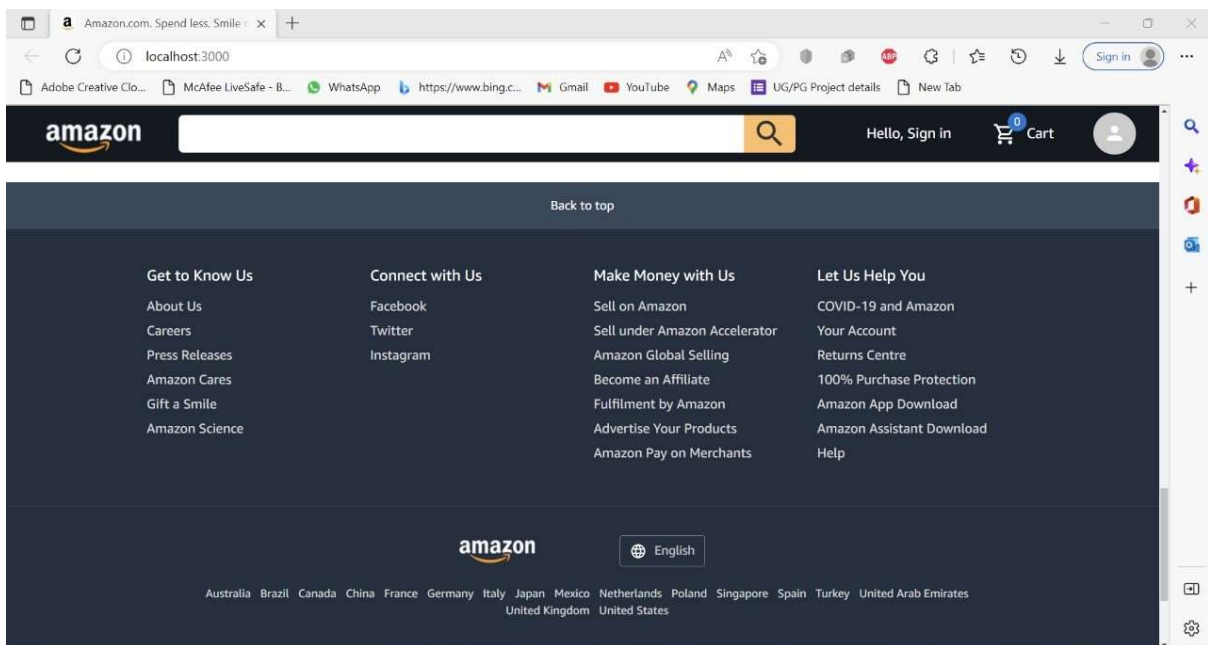 a Amazon.com. Spend less. Smile
localhost:3000
A
ABP
Sign in
Adobe Creative Clo... McAfee LiveSafe - B... WhatsApp https://www.bing.c... Gmail YouTube Maps UG/PG Project details New Tab
amazon
Hello, Sign in
0
Cart
Back to top
Get to Know Us
About Us
Careers
Press Releases
Amazon Cares
Gift a Smile
Amazon Science
Connect with Us
Facebook
Twitter
Instagram
Make Money with Us
Sell on Amazon
Sell under Amazon Accelerator
Amazon Global Selling
Become an Affiliate
Fulfilment by Amazon
Advertise Your Products
Amazon Pay on Merchants
Let Us Help You
COVID-19 and Amazon
Your Account
Returns Centre
100% Purchase Protection
Amazon App Download
Amazon Assistant Download
Help
amazon
English
Australia Brazil Canada China France Germany Italy Japan Mexico Netherlands Poland Singapore Spain Turkey United Arab Emirates
United Kingdom United States